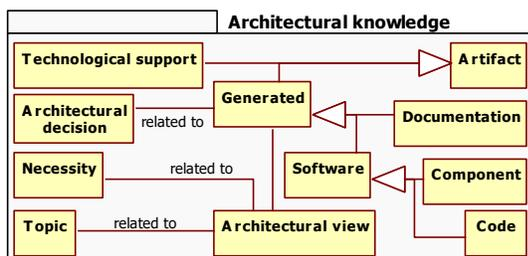 Architectural knowledge
Technological support
Artifact
Generated
Architectural
decision
related to
Documentation
Necessity
related to
Software
Component
Topic
related to
Architectural view
Code